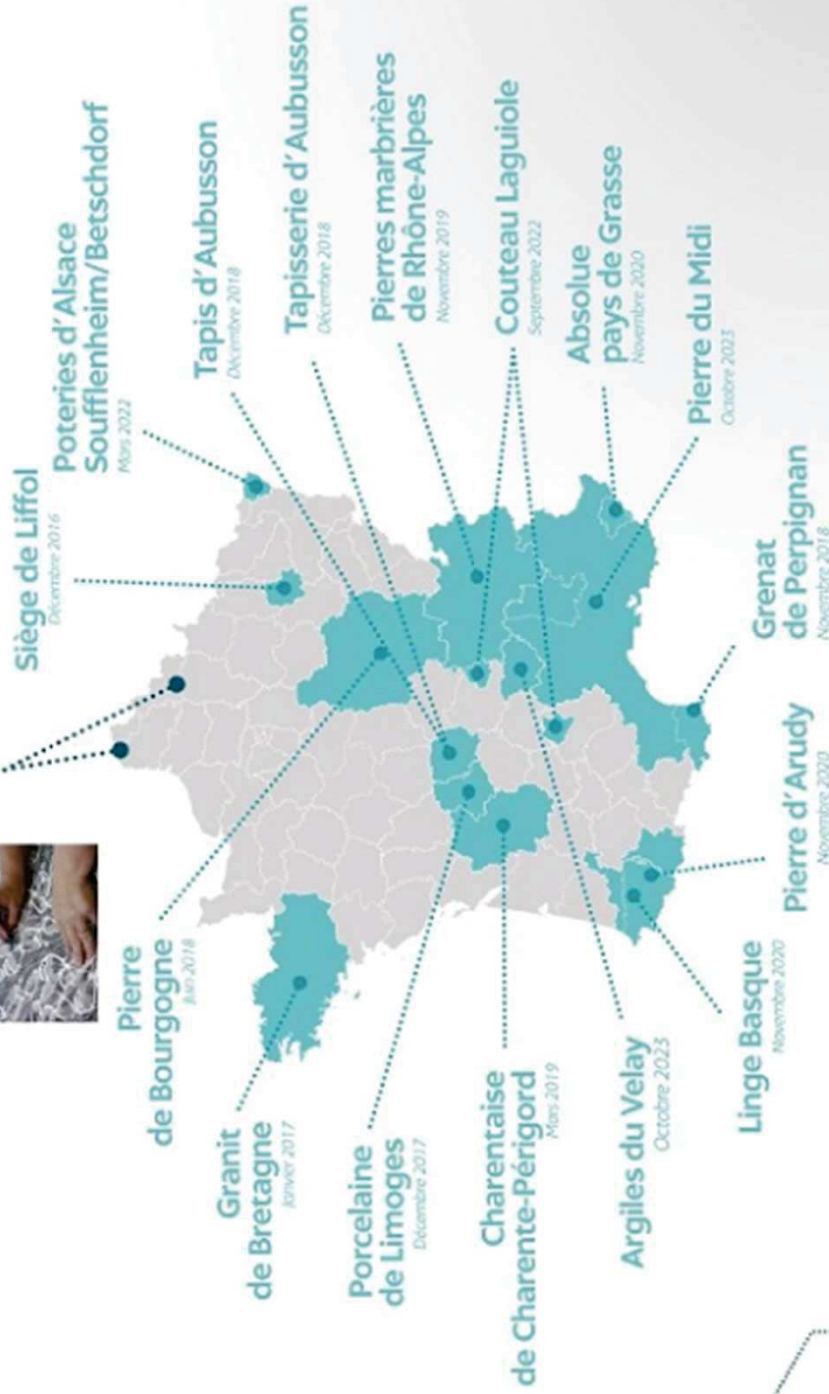 Siège de Liffol
Décembre 2016
Poteries d'Alsace
Soufflenheim/Betschdorf
Mars 2022
Tapis d'Aubusson
Décembre 2018
Tapisserie d'Aubusson
Décembre 2018
Pierres marbrières
de Rhône-Alpes
Novembre 2019
Couteau Laguiole
Septembre 2022
Absolue
pays de Grasse
Novembre 2020
Pierre du Midi
Octobre 2023
Grenat
de Perpignan
Novembre 2018
Pierre d'Arudy
Novembre 2020
Linge Basque
Novembre 2020
Argiles du Velay
Octobre 2023
Charentaise
de Charente-Périgord
Mars 2019
Porcelaine
de Limoges
Décembre 2017
Granit
de Bretagne
Janvier 2017
Pierre
de Bourgogne
Juin 2018